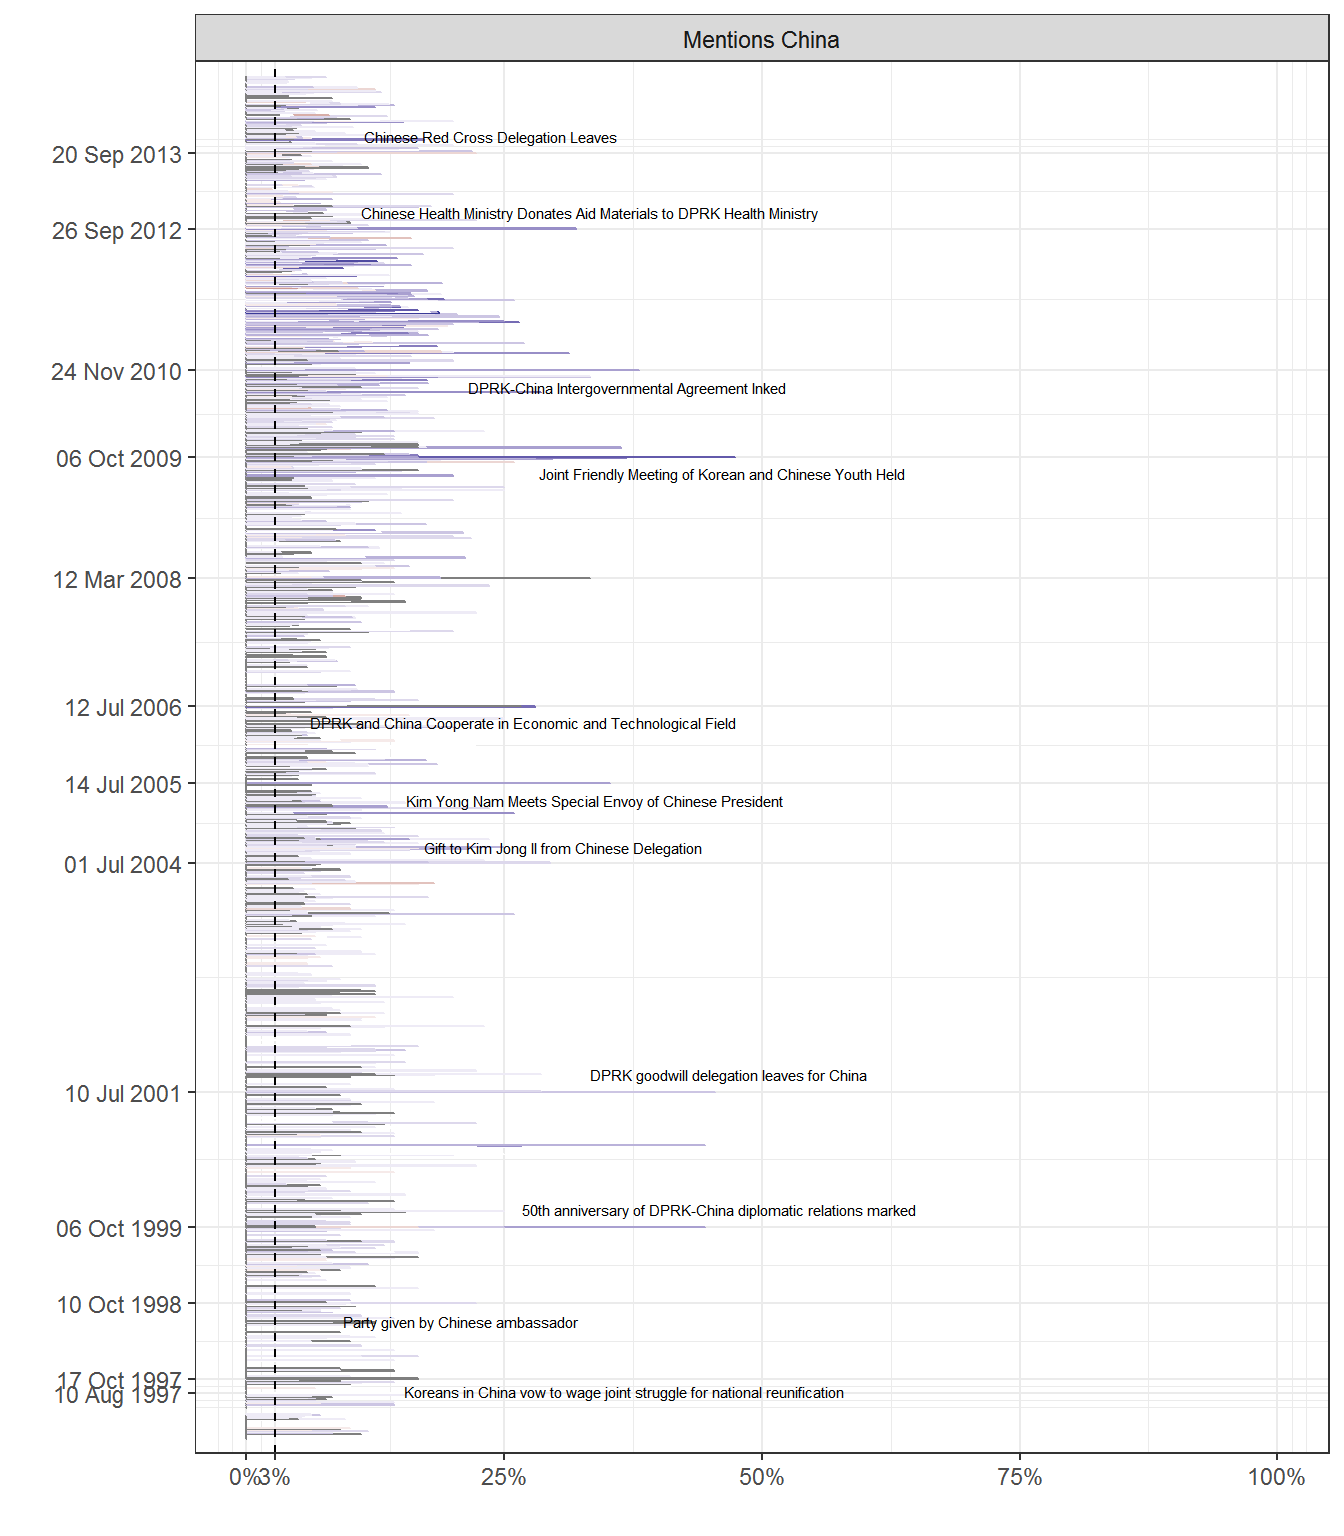 Mentions China
Chinese Red Cross Delegation Leaves
20 Sep 2013
Chinese Health Ministry Donates Aid Materials to DPRK Health Ministry
26 Sep 2012
24 Nov 2010
DPRK-China Intergovernmental Agreement Inked
06 Oct 2009
Joint Friendly Meeting of Korean and Chinese Youth Held
12 Mar 2008
12 Jul 2006
DPRK and China Cooperate in Economic and Technological Field
14 Jul 2005
Kim Yong Nam Meets Special Envoy of Chinese President
Gift to Kim Jong Il from Chinese Delegation
01 Jul 2004
DPRK goodwill delegation leaves for China
10 Jul 2001
50th anniversary of DPRK-China diplomatic relations marked
06 Oct 1999
10 Oct 1998
Party given by Chinese ambassador
17 Oct 1997
10 Aug 1997
Koreans in China vow to wage joint struggle for national reunification
0% 3% 25% 50% 75% 100%